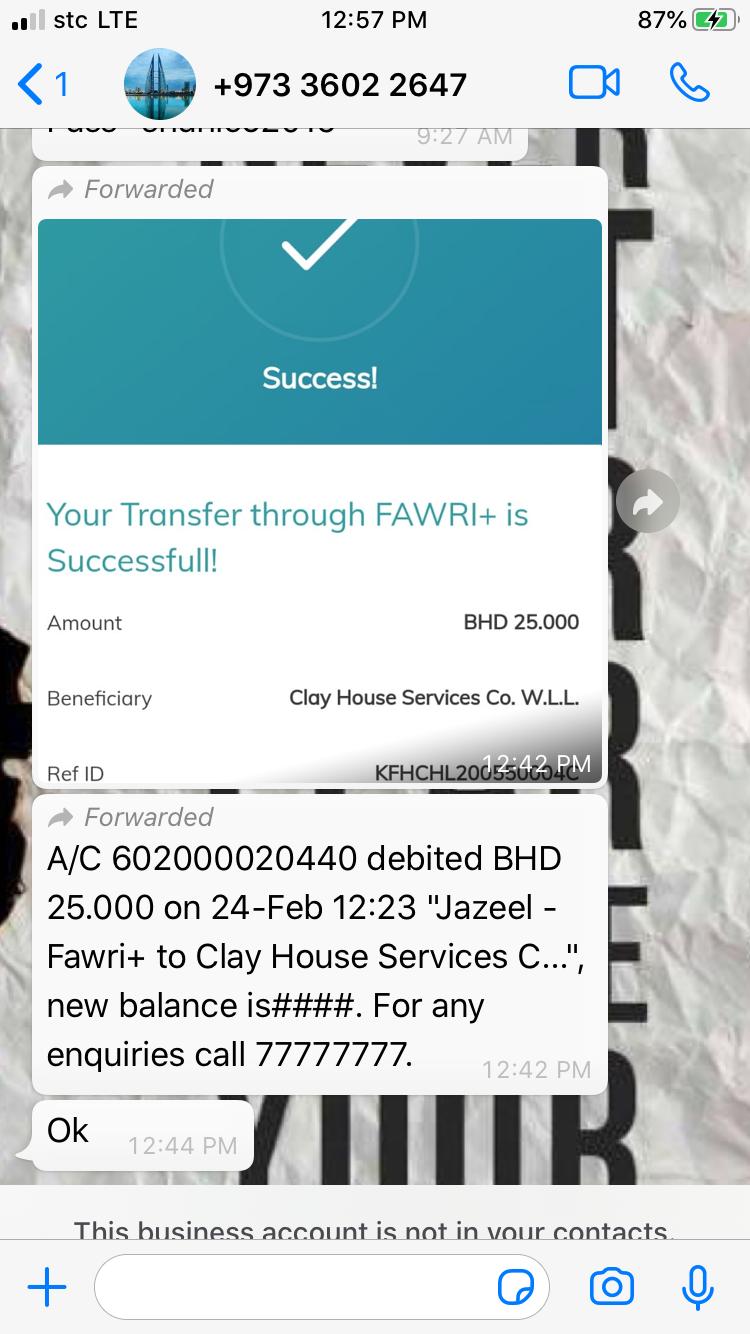 stc LTE 12:57 PM 87%
1 +973 3602 2647
9:27 AM
Forwarded
Success!
Your Transfer through FAWRI+ is
Successfull!
Amount BHD 25.000
Beneficiary Clay House Services Co. W.L.L.
Ref ID KFHCHL200550004C
12:42 PM
Forwarded
A/C 602000020440 debited BHD
25.000 on 24-Feb 12:23 "Jazeel -
Fawri+ to Clay House Services C...",
new balance is####. For any
enquiries call 77777777.
12:42 PM
Ok 12:44 PM
YOUR
This business account is not in your contacts.